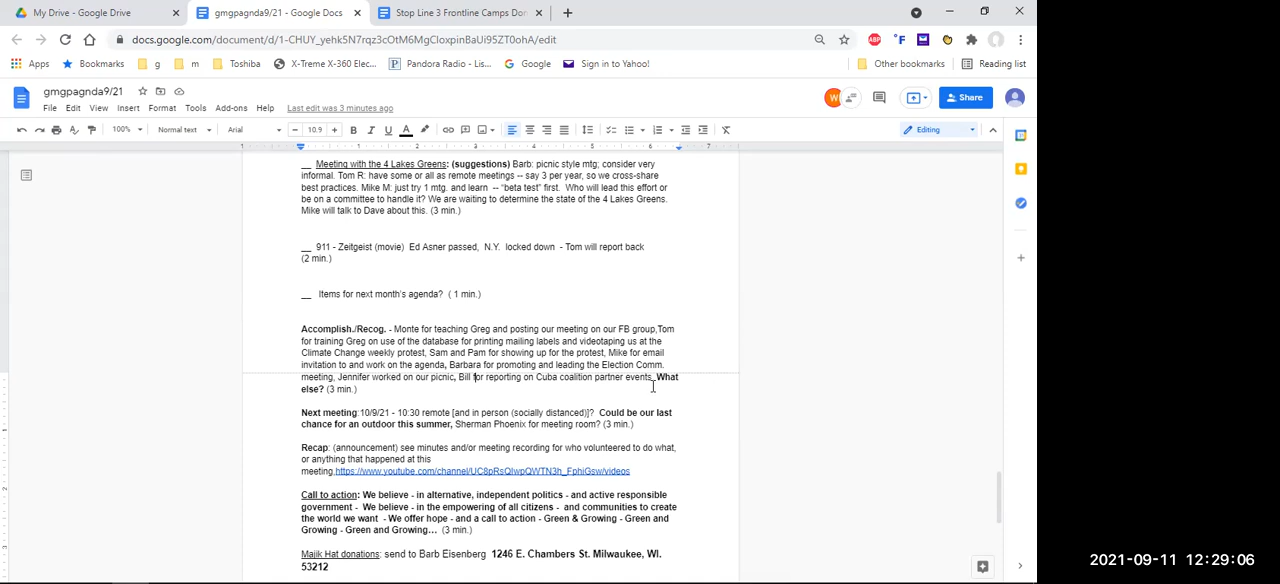 My Drive - Google Drive
gmgpagnda9/21 - Google Docs
Stop Line 3 Frontline Camps Do
docs.google.com/document/d/1-CHUY_yehk5N7rqz3cOtM6MgCloxpinBaUi95ZT0ohA/edit
Apps Bookmarks g m Toshiba X-Treme X-360 Elec... Pandora Radio - Lis... Google Sign in to Yahoo! Other bookmarks Reading list
gmgpagnda9/21
File Edit View Insert Format Tools Add-ons Help Last edit was 3 minutes ago
Share
100% Normal text Arial 10.9 Editing
1 1 2 3 4 5 6 7
__ Meeting with the 4 Lakes Greens: (suggestions) Barb: picnic style mtg; consider very
informal. Tom R: have some or all as remote meetings -- say 3 per year, so we cross-share
best practices. Mike M: just try 1 mtg. and learn -- "beta test" first. Who will lead this effort or
be on a committee to handle it? We are waiting to determine the state of the 4 Lakes Greens.
Mike will talk to Dave about this. (3 min.)
__ 911 - Zeitgeist (movie) Ed Asner passed, N.Y. locked down - Tom will report back
(2 min.)
__ Items for next month's agenda? ( 1 min.)
Accomplish./Recog. - Monte for teaching Greg and posting our meeting on our FB group,Tom
for training Greg on use of the database for printing mailing labels and videotaping us at the
Climate Change weekly protest, Sam and Pam for showing up for the protest, Mike for email
invitation to and work on the agenda, Barbara for promoting and leading the Election Comm.
meeting, Jennifer worked on our picnic, Bill for reporting on Cuba coalition partner events, What
else? (3 min.)
Next meeting:10/9/21 - 10:30 remote [and in person (socially distanced)]? Could be our last
chance for an outdoor this summer, Sherman Phoenix for meeting room? (3 min.)
Recap: (announcement) see minutes and/or meeting recording for who volunteered to do what,
or anything that happened at this
meeting.https://www.youtube.com/channel/UC8pRsQIwpQWTN3h_FphiGsw/videos
Call to action: We believe - in alternative, independent politics - and active responsible
government - We believe - in the empowering of all citizens - and communities to create
the world we want - We offer hope - and a call to action - Green & Growing - Green and
Growing - Green and Growing... (3 min.)
Majik Hat donations: send to Barb Eisenberg 1246 E. Chambers St. Milwaukee, WI.
53212
2021-09-11 12:29:06